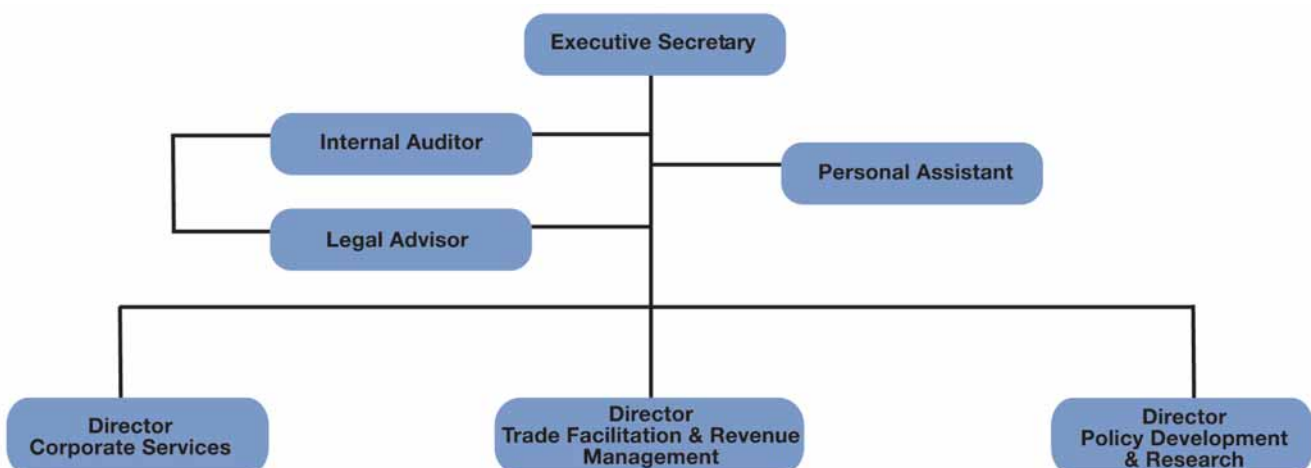 Executive Secretary
Internal Auditor
Personal Assistant
Legal Advisor
Director
Corporate Services
Director
Trade Facilitation & Revenue
Management
Director
Policy Development
& Research